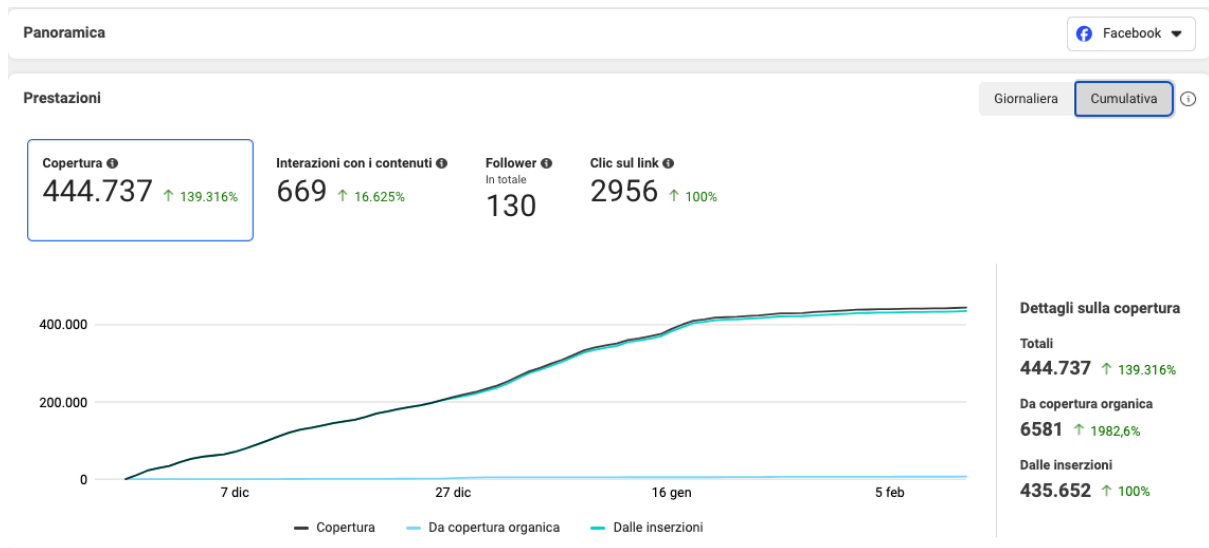 Panoramica
Facebook
Prestazioni
Giornaliera Cumulativa
Copertura
444.737 ↑ 139.316%
Interazioni con i contenuti
669 ↑ 16.625%
Follower
In totale
130
Clic sul link
2956 ↑ 100%
400.000
200.000
0
7 dic 27 dic 16 gen 5 feb
Copertura Da copertura organica Dalle inserzioni
Dettagli sulla copertura
Totali
444.737 ↑ 139.316%
Da copertura organica
6581 ↑ 1982,6%
Dalle inserzioni
435.652 ↑ 100%